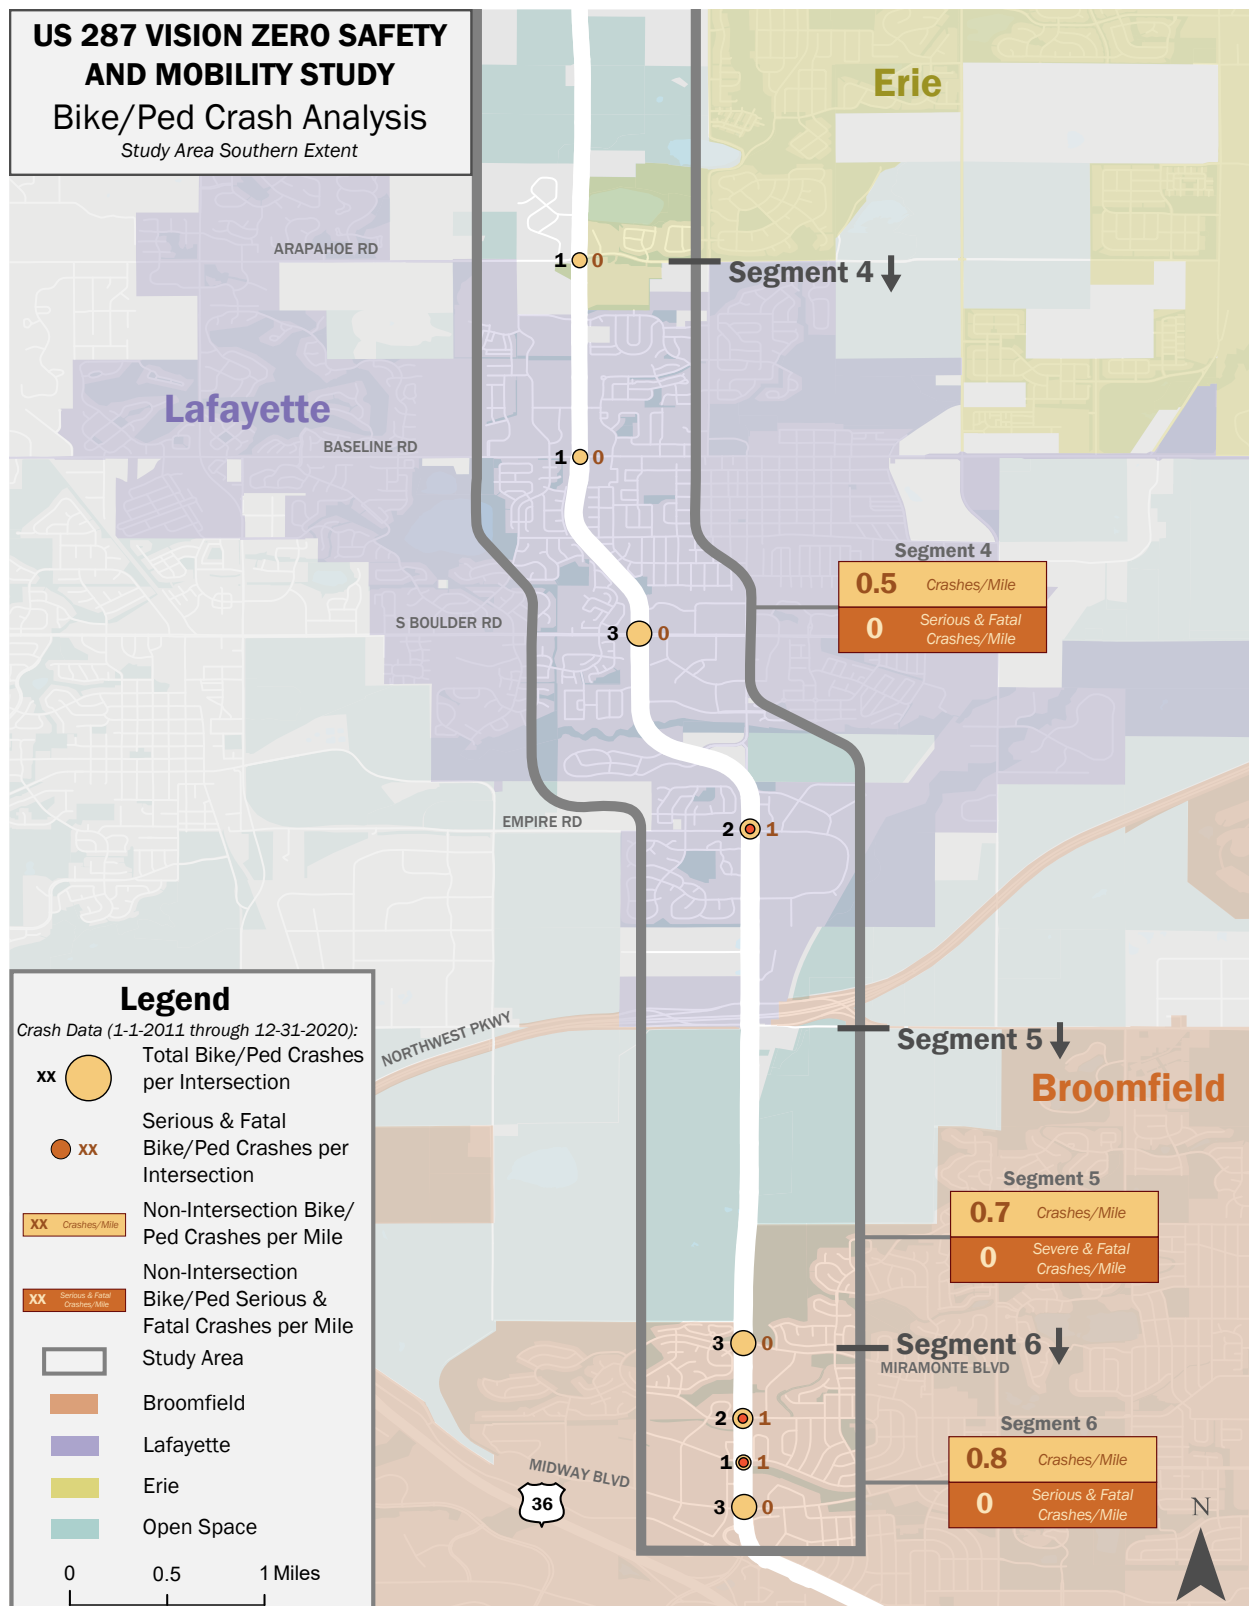 US 287 VISION ZERO SAFETY
AND MOBILITY STUDY
Bike/Ped Crash Analysis
Study Area Southern Extent
Erie
ARAPAHOE RD
1 0
Segment 4
Lafayette
BASELINE RD
1 0
Segment 4
0.5 Crashes/Mile
0 Serious & Fatal
Crashes/Mile
S BOULDER RD
3 0
EMPIRE RD
2 1
NORTHWEST PKWY
Segment 5
Broomfield
Segment 5
0.7 Crashes/Mile
0 Severe & Fatal
Crashes/Mile
3 0
Segment 6
MIRAMONTE BLVD
2 1
Segment 6
0.8 Crashes/Mile
0 Serious & Fatal
Crashes/Mile
1 1
MIDWAY BLVD
36
3 0
N
Legend
Crash Data (1-1-2011 through 12-31-2020):
XX Total Bike/Ped Crashes
per Intersection
XX Serious & Fatal
Bike/Ped Crashes per
Intersection
XX Crashes/Mile Non-Intersection Bike/
Ped Crashes per Mile
XX Serious & Fatal
Crashes/Mile
Non-Intersection
Bike/Ped Serious &
Fatal Crashes per Mile
Study Area
Broomfield
Lafayette
Erie
Open Space
0 0.5 1 Miles